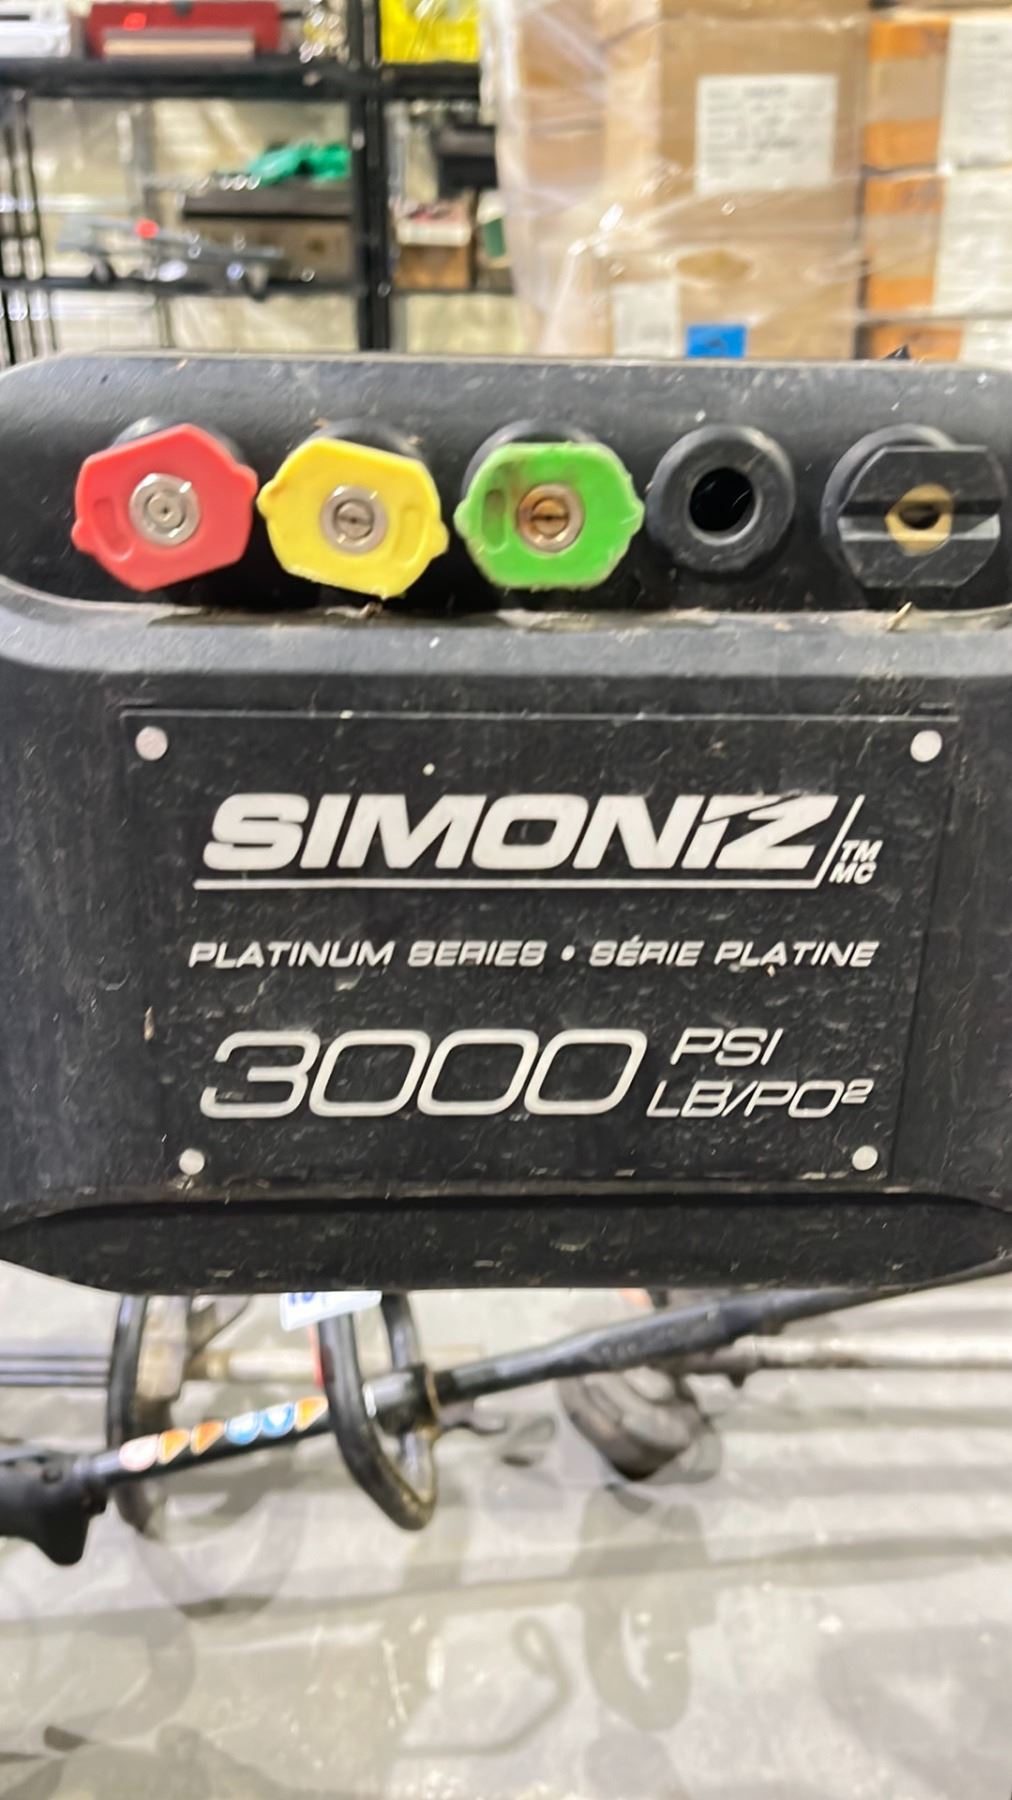 SIMONIZ TM
MC
PLATINUM SERIES • SÉRIE PLATINE
3000 PSI
LB/PO²